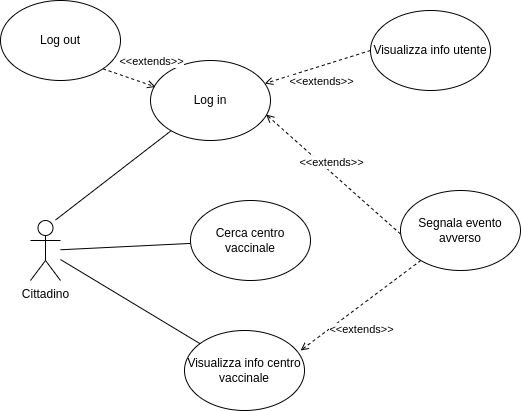 Log out
<<extends>>
Visualizza info utente
<<extends>>
Log in
<<extends>>
Cerca centro
vaccinale
Segnala evento
avverso
Cittadino
<<extends>>
Visualizza info centro
vaccinale